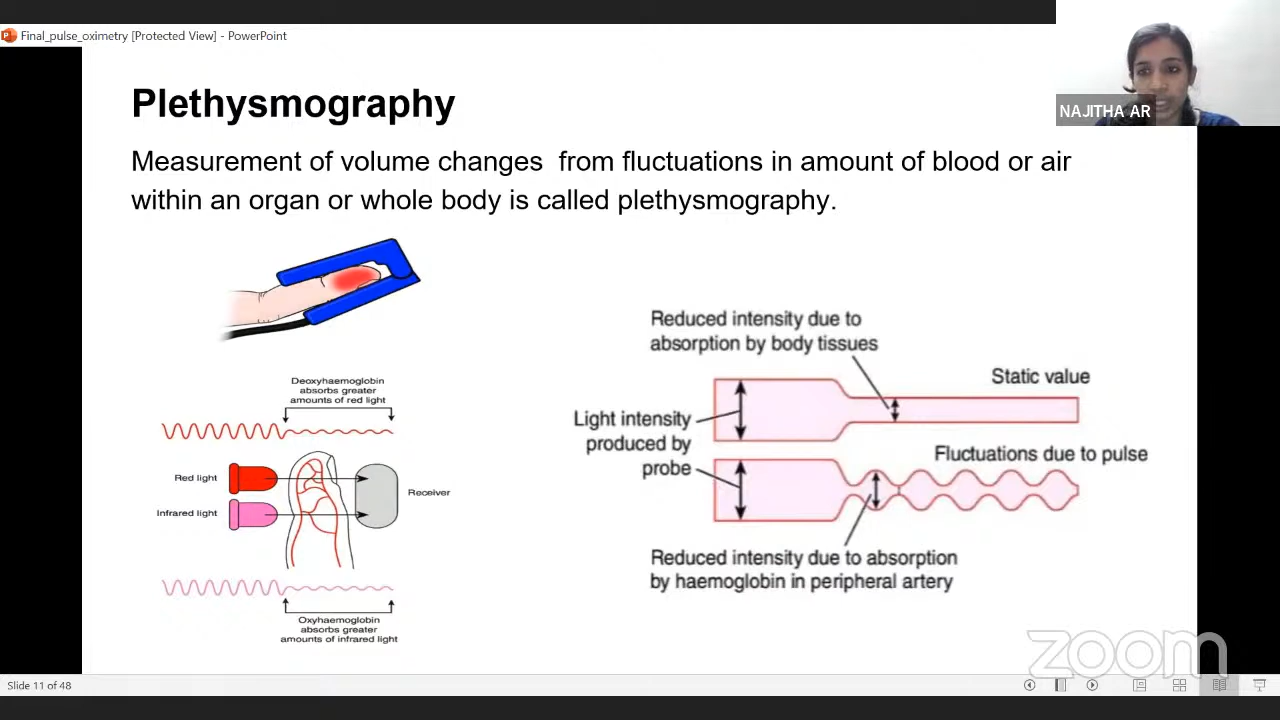 Final_pulse_oximetry [Protected View] - PowerPoint
NAJITHA AR
Plethysmography
Measurement of volume changes from fluctuations in amount of blood or air
within an organ or whole body is called plethysmography.
Deoxyhaemoglobin
absorbs greater
amounts of red light
Red light
Infrared light
Receiver
Oxyhaemoglobin
absorbs greater
amounts of infrared light
Reduced intensity due to
absorption by body tissues
Static value
Light intensity
produced by
probe
Fluctuations due to pulse
Reduced intensity due to absorption
by haemoglobin in peripheral artery
zoom
Slide 11 of 48